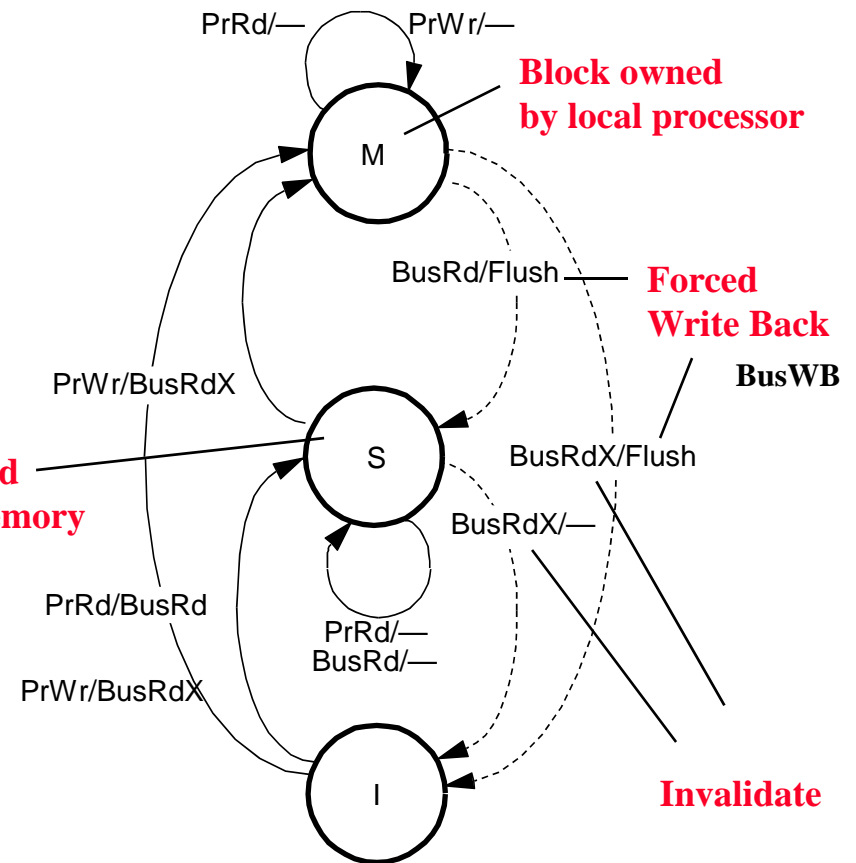 PrRd/—
PrWr/—
Block owned
by local processor
M
BusRd/Flush
Forced
Write Back
BusWB
PrWr/BusRdX
S
BusRdX/Flush
BusRdX/—
PrRd/BusRd
PrRd/—
BusRd/—
PrWr/BusRdX
I
Invalidate